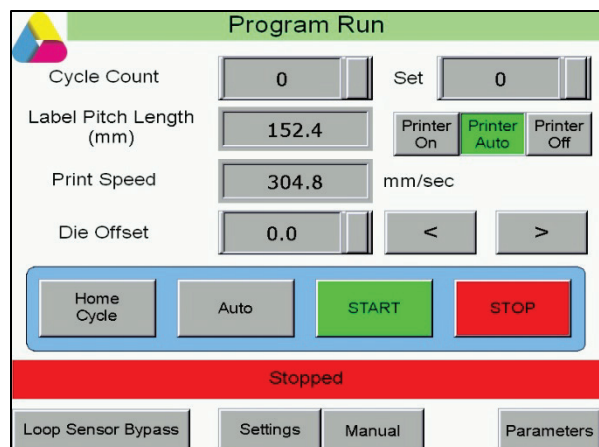 Program Run
Cycle Count 0 Set 0
Label Pitch Length
(mm)
152.4
Printer
On
Printer
Auto
Printer
Off
Print Speed 304.8 mm/sec
Die Offset 0.0 < >
Home
Cycle
Auto START STOP
Stopped
Loop Sensor Bypass Settings Manual Parameters